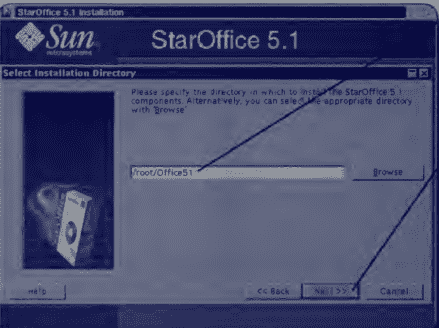 StarOffice 5.1 Installation
Sun
microsystems
StarOffice 5.1
Select Installation Directory
Please specify the directory in which to install the StarOffice 5.1
components. Alternatively, you can select the appropriate directory
with 'Browse'
/root/Office51
Browse
Help
<< Back
Next >>
Cancel